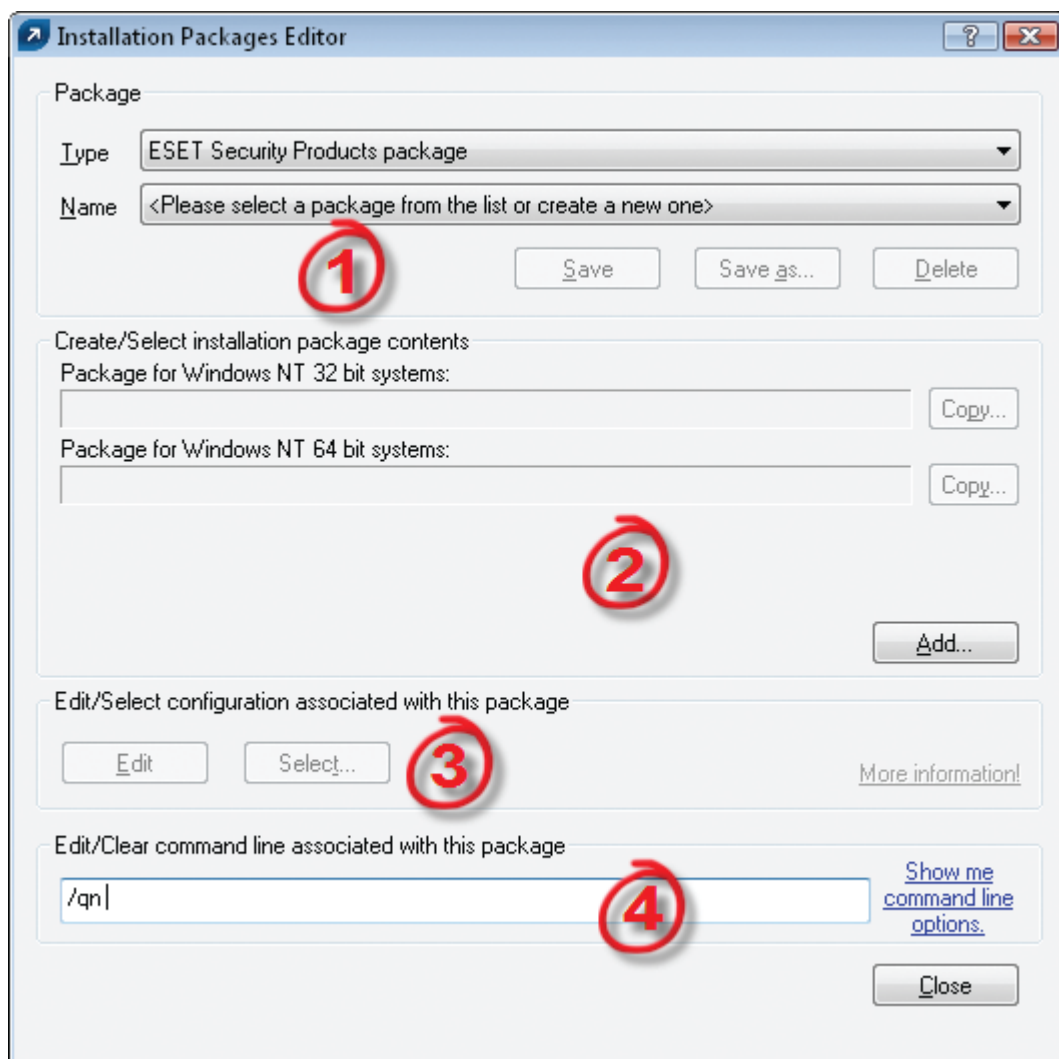 Installation Packages Editor
Package
Type ESET Security Products package
Name <Please select a package from the list or create a new one>
1
Save Save as... Delete
Create/Select installation package contents
Package for Windows NT 32 bit systems:
Copy...
Package for Windows NT 64 bit systems:
Copy...
2
Add...
Edit/Select configuration associated with this package
Edit Select... 3
More information!
Edit/Clear command line associated with this package
/qn 4
Show me
command line
options.
Close